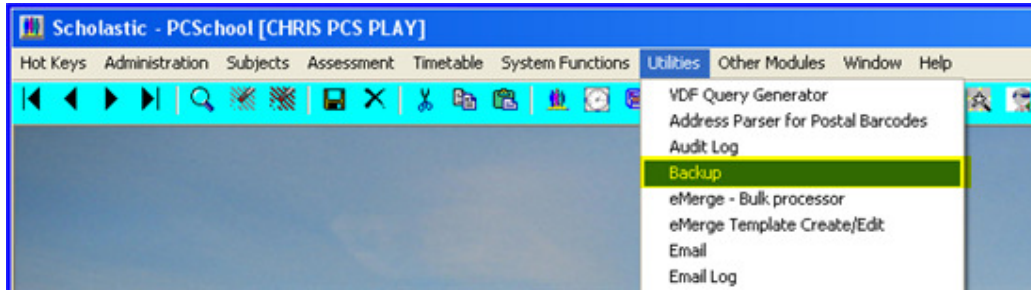 Scholastic - PCSchool [CHRIS PCS PLAY]
Hot Keys Administration Subjects Assessment Timetable System Functions Utilities Other Modules Window Help
VDF Query Generator
Address Parser for Postal Barcodes
Audit Log
Backup
eMerge - Bulk processor
eMerge Template Create/Edit
Email
Email Log